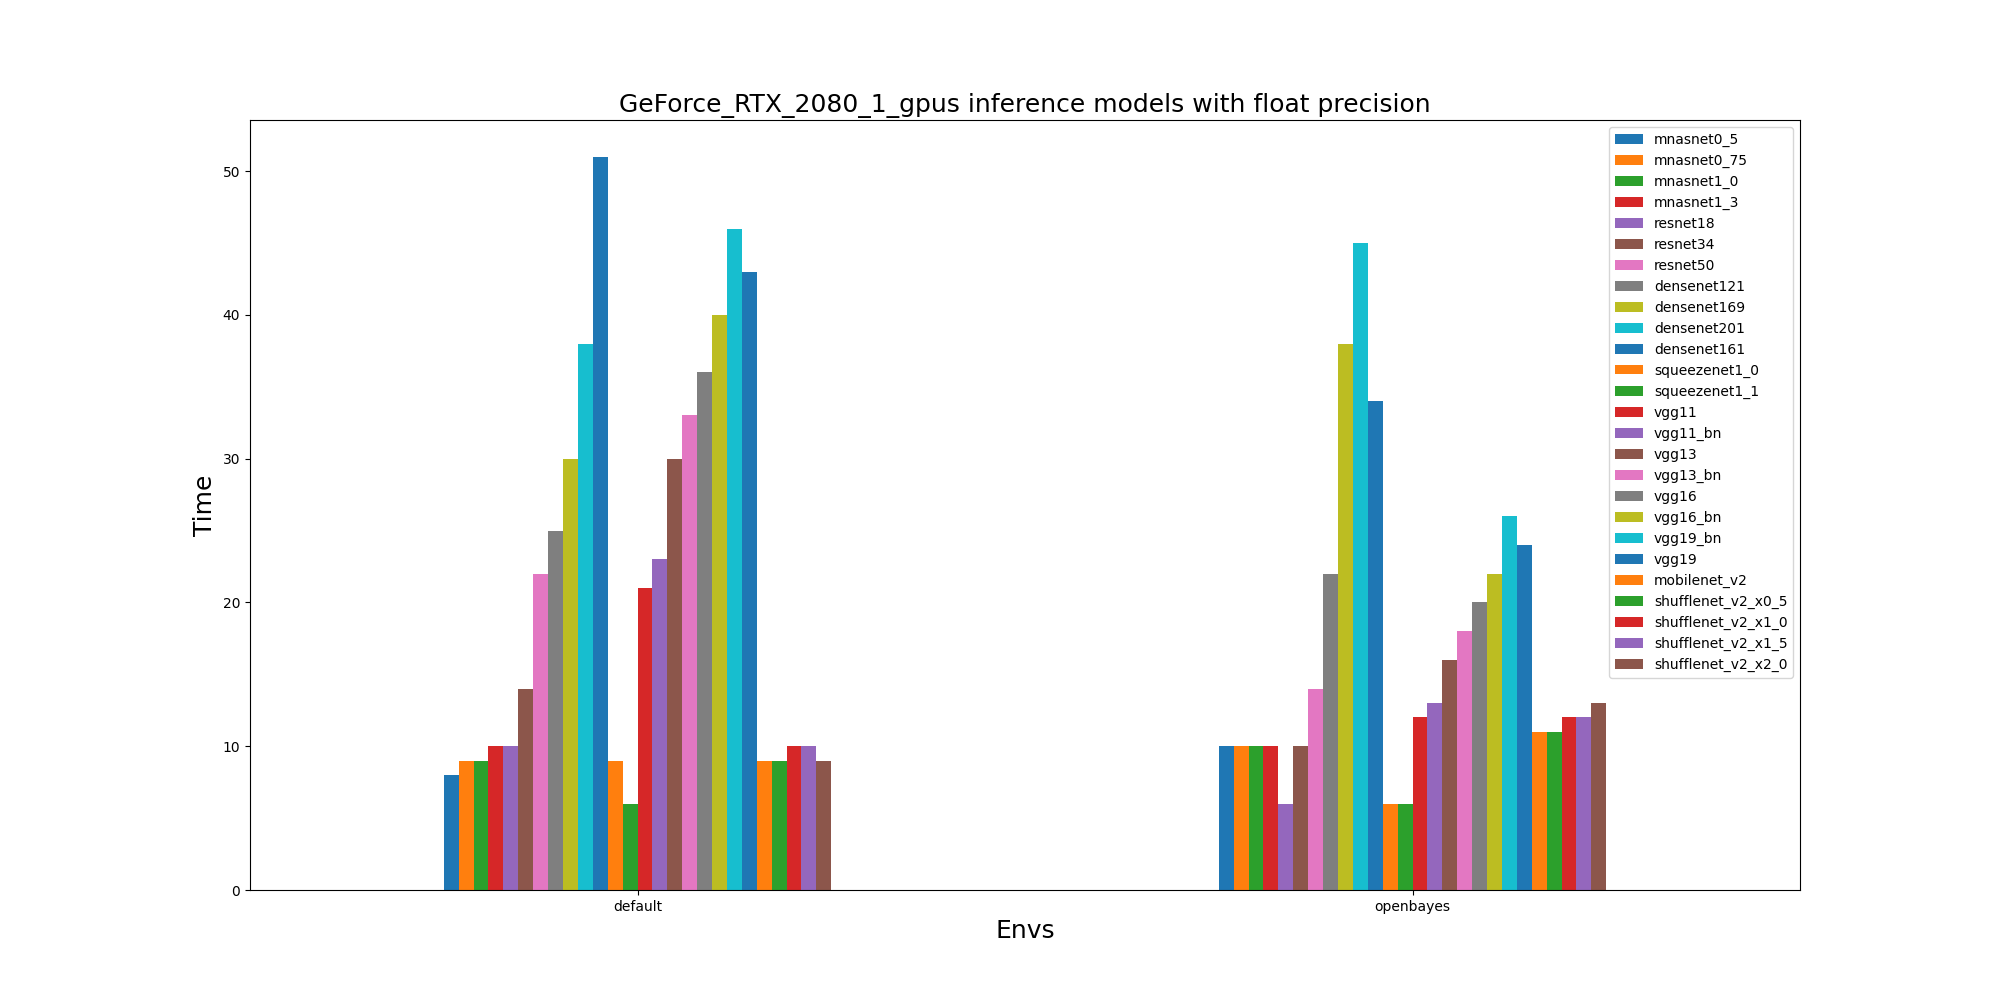 GeForce_RTX_2080_1_gpus inference models with float precision
50
40
30
20
10
0
Time
default
openbayes
Envs
mnasnet0_5
mnasnet0_75
mnasnet1_0
mnasnet1_3
resnet18
resnet34
resnet50
densenet121
densenet169
densenet201
densenet161
squeezenet1_0
squeezenet1_1
vgg11
vgg11_bn
vgg13
vgg13_bn
vgg16
vgg16_bn
vgg19_bn
vgg19
mobilenet_v2
shufflenet_v2_x0_5
shufflenet_v2_x1_0
shufflenet_v2_x1_5
shufflenet_v2_x2_0